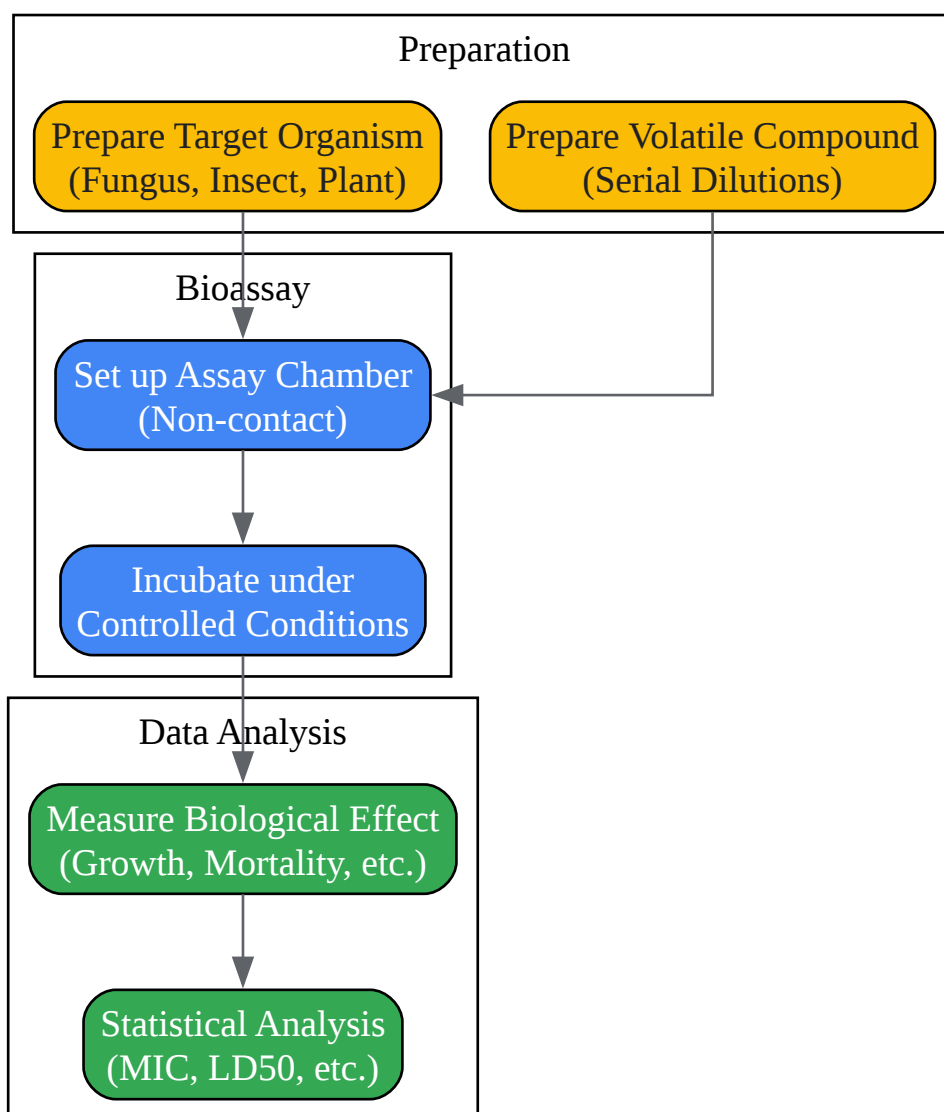 Preparation
Prepare Target Organism
(Fungus, Insect, Plant)
Prepare Volatile Compound
(Serial Dilutions)
Bioassay
Set up Assay Chamber
(Non-contact)
Incubate under
Controlled Conditions
Data Analysis
Measure Biological Effect
(Growth, Mortality, etc.)
Statistical Analysis
(MIC, LD50, etc.)